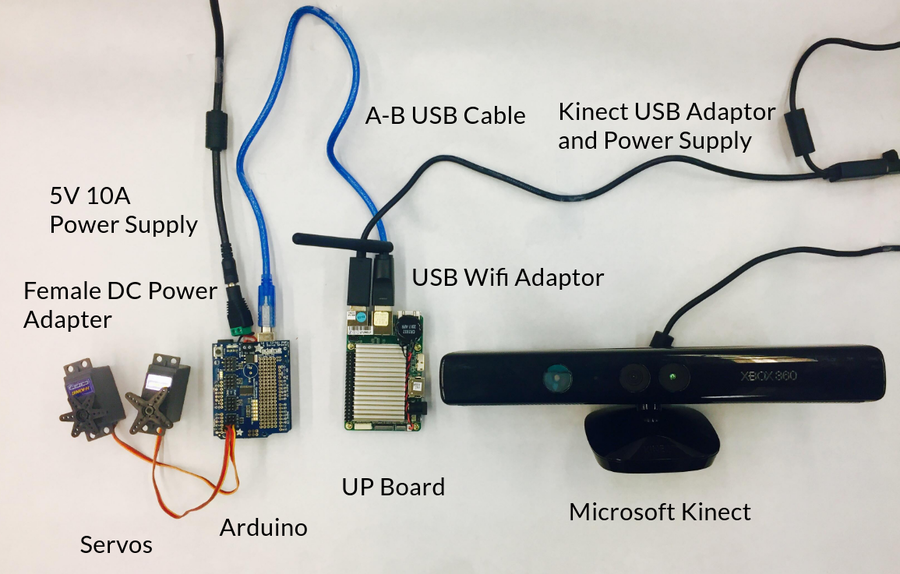 A-B USB Cable
Kinect USB Adaptor
and Power Supply
5V 10A
Power Supply
USB Wifi Adaptor
Female DC Power
Adapter
XBOX 360
UP Board
Microsoft Kinect
Arduino
Servos